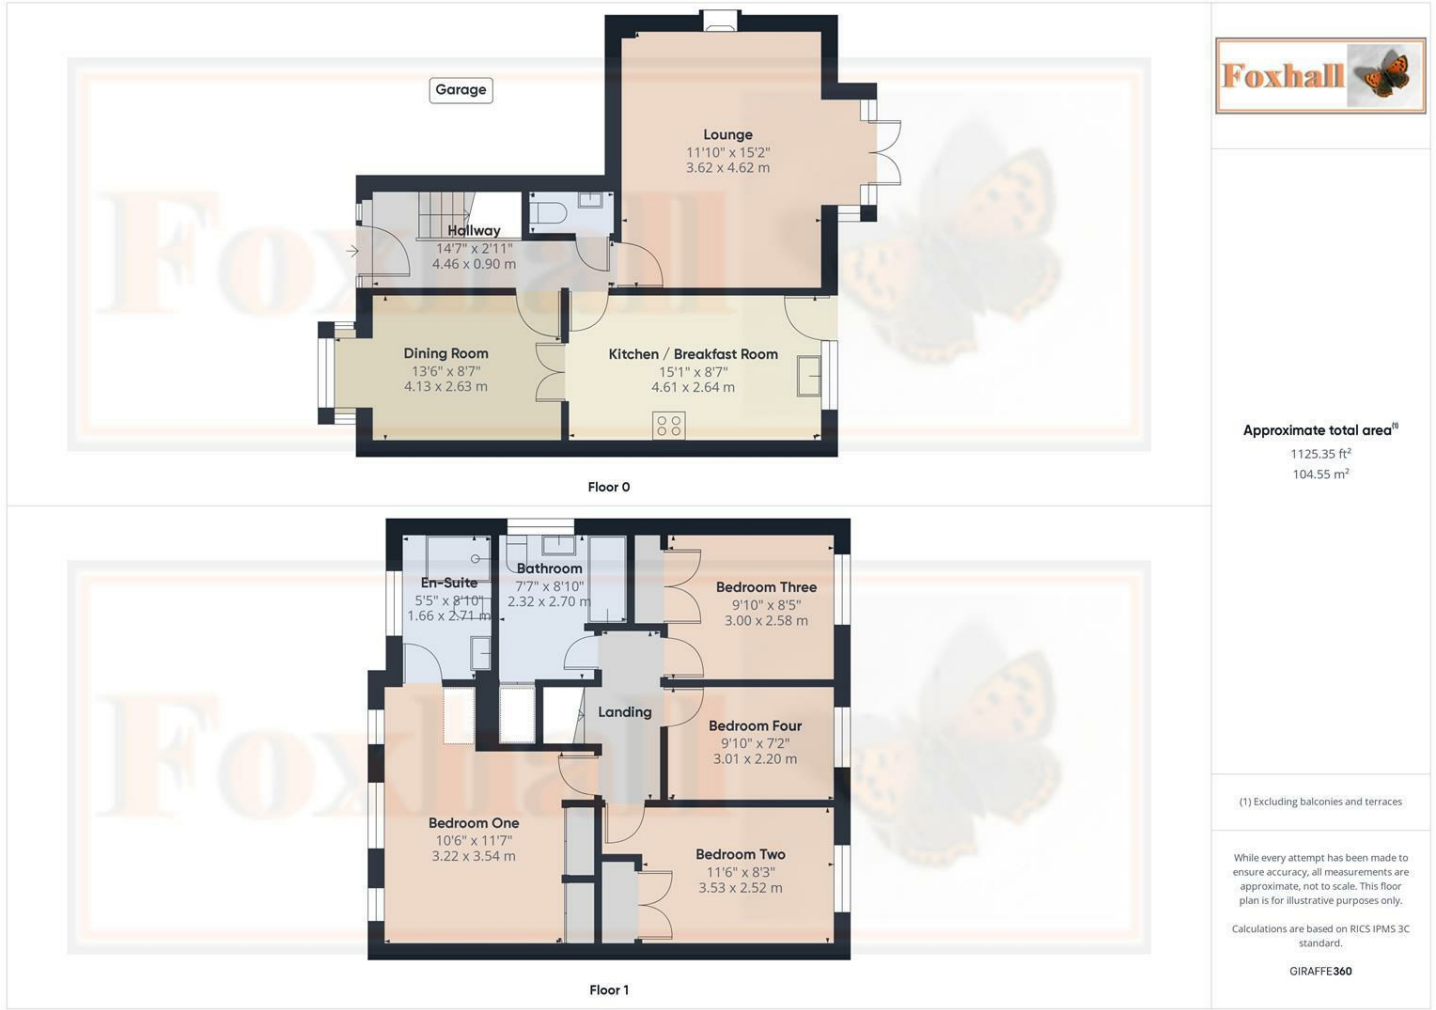 Garage
Lounge
11'10" x 15'2"
3.62 x 4.62 m
Hallway
14'7" x 2'11"
4.46 x 0.90 m
Dining Room
13'6" x 8'7"
4.13 x 2.63 m
Kitchen / Breakfast Room
15'1" x 8'7"
4.61 x 2.64 m
Foxhall
Floor 0
En-Suite
5'5" x 8'10"
1.66 x 2.71 m
Bathroom
7'7" x 8'10"
2.32 x 2.70 m
Bedroom Three
9'10" x 8'5"
3.00 x 2.58 m
Landing
Bedroom Four
9'10" x 7'2"
3.01 x 2.20 m
Bedroom One
10'6" x 11'7"
3.22 x 3.54 m
Bedroom Two
11'6" x 8'3"
3.53 x 2.52 m
Foxhall
Floor 1
Foxhall
Approximate total area(1)
1125.35 ft²
104.55 m²
(1) Excluding balconies and terraces
While every attempt has been made to
ensure accuracy, all measurements are
approximate, not to scale. This floor
plan is for illustrative purposes only.
Calculations are based on RICS IPMS 3C
standard.
GIRAFFE360